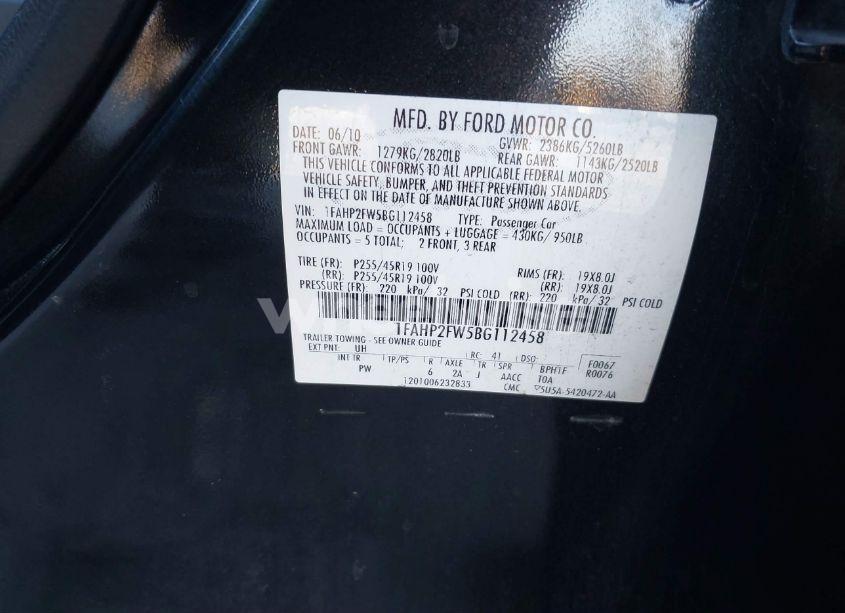 MFD. BY FORD MOTOR CO.
DATE: 06/10 GVWR: 2386KG/5260LB
FRONT GAWR: 1279KG/2820LB REAR GAWR: 1143KG/2520LB
THIS VEHICLE CONFORMS TO ALL APPLICABLE FEDERAL MOTOR
VEHICLE SAFETY, BUMPER, AND THEFT PREVENTION STANDARDS
IN EFFECT ON THE DATE OF MANUFACTURE SHOWN ABOVE.
VIN: 1FAHP2FW5BG112458 TYPE: Passenger Car
MAXIMUM LOAD = OCCUPANTS + LUGGAGE = 430KG/ 950LB
OCCUPANTS = 5 TOTAL; 2 FRONT, 3 REAR
TIRE (FR): P255/45R19 100V RIMS (FR): 19X8.0J
(RR): P255/45R19 100V (RR): 19X8.0J
PRESSURE (FR): 220 kPa/ 32 PSI COLD (RR): 220 kPa/ 32 PSI COLD
1FAHP2FW5BG112458
TRAILER TOWING - SEE OWNER GUIDE
EXT PNT: UH RC: 41 DSO: F0067
INT TR TP/PS R AXLE TR SPR R0076
PW 6 2A J AACC TOA
1201006232833 CMC 5U5A-5420472-AA